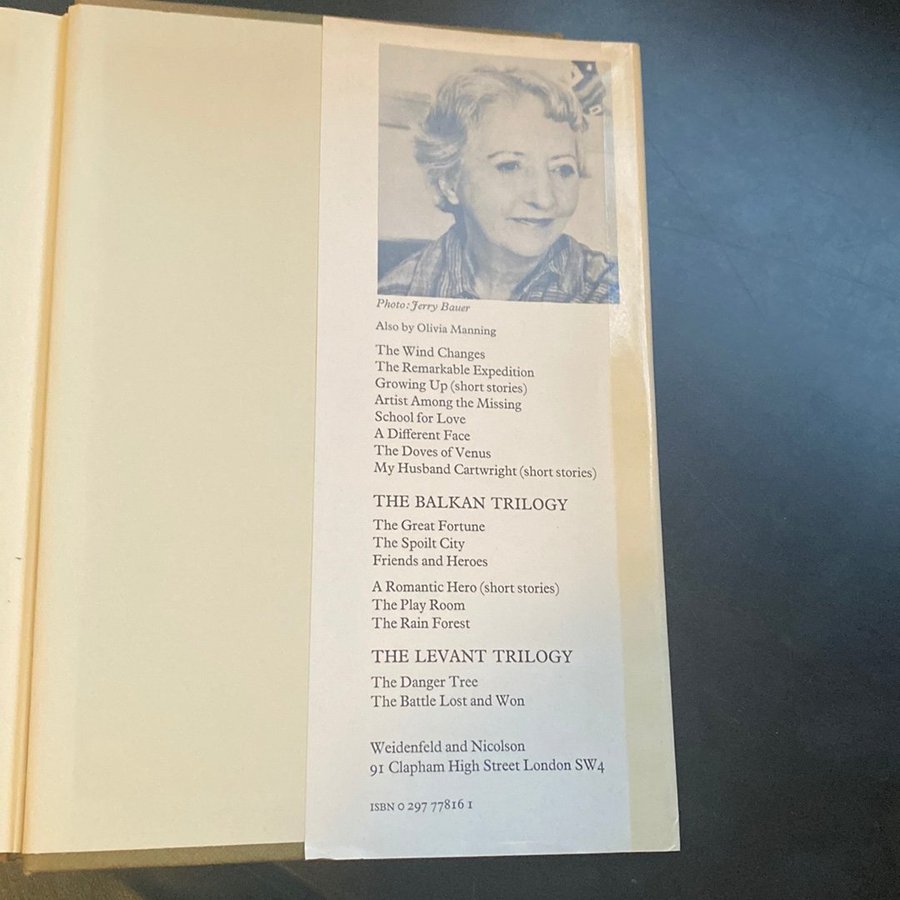 Photo: Jerry Bauer
Also by Olivia Manning
The Wind Changes
The Remarkable Expedition
Growing Up (short stories)
Artist Among the Missing
School for Love
A Different Face
The Doves of Venus
My Husband Cartwright (short stories)
THE BALKAN TRILOGY
The Great Fortune
The Spoilt City
Friends and Heroes
A Romantic Hero (short stories)
The Play Room
The Rain Forest
THE LEVANT TRILOGY
The Danger Tree
The Battle Lost and Won
Weidenfeld and Nicolson
91 Clapham High Street London SW4
ISBN 0 297 77816 1